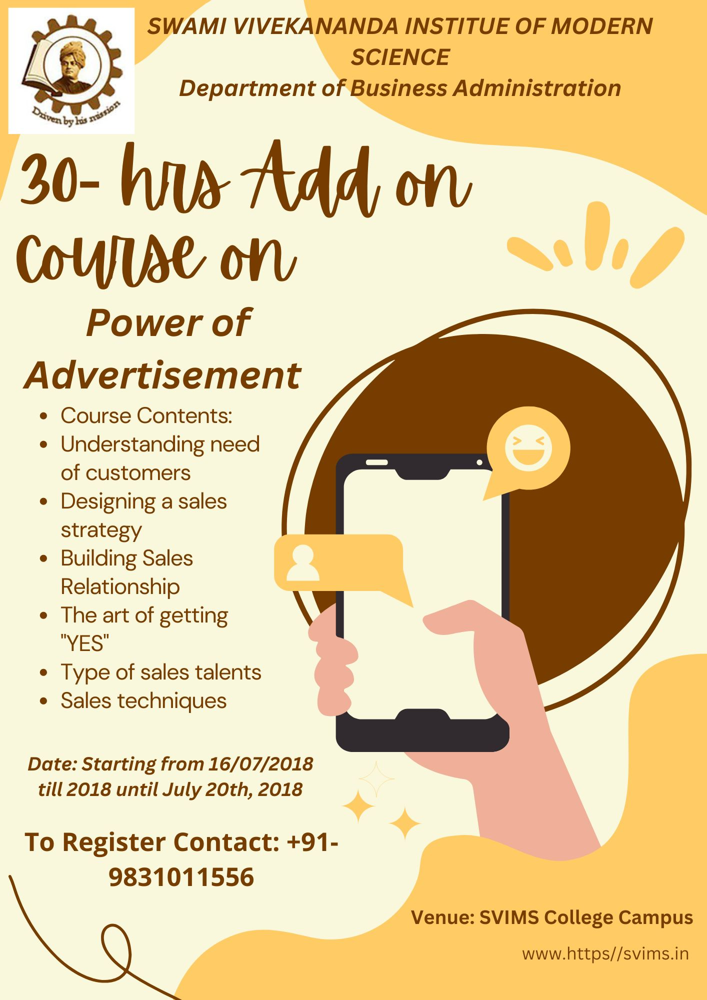 SWAMI VIVEKANANDA INSTITUE OF MODERN
SCIENCE
Department of Business Administration
Driven by his mission
30- hrs Add on
course on
Power of
Advertisement
• Course Contents:
• Understanding need
of customers
• Designing a sales
strategy
• Building Sales
Relationship
• The art of getting
"YES"
• Type of sales talents
• Sales techniques
Date: Starting from 16/07/2018
till 2018 until July 20th, 2018
To Register Contact: +91-
9831011556
Venue: SVIMS College Campus
www.https//svims.in